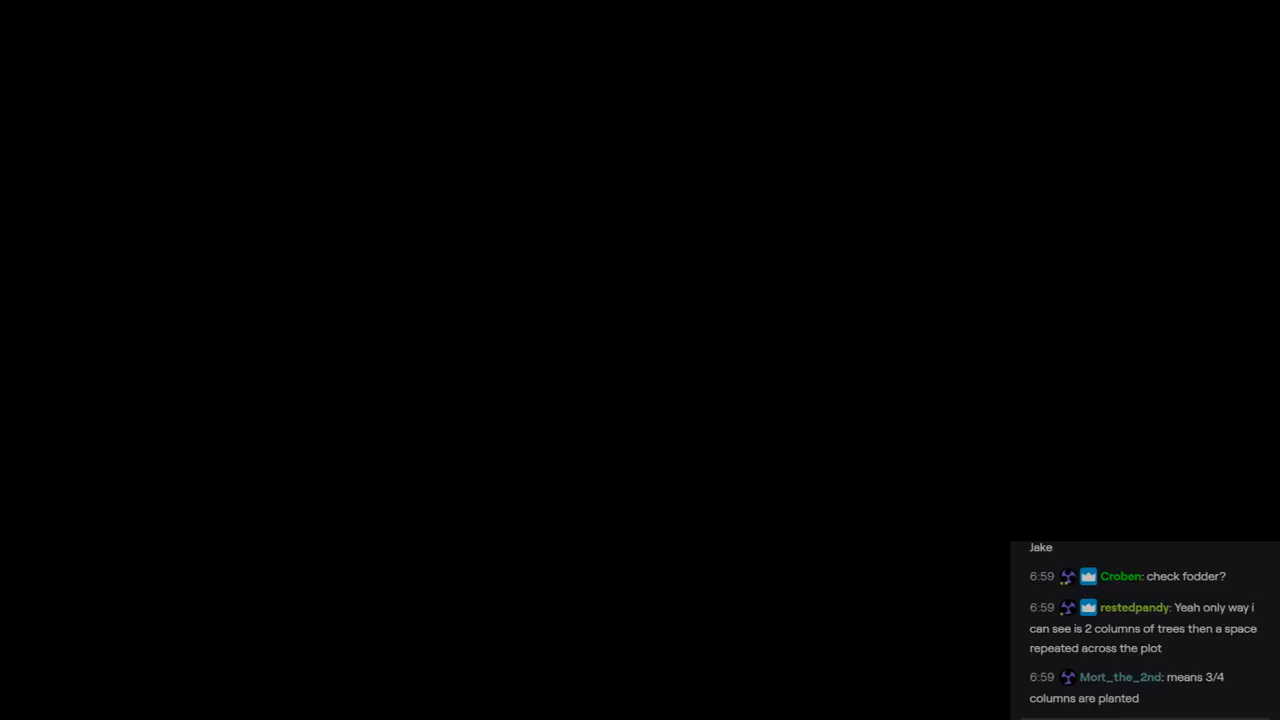 Jake
6:59 Croben: check fodder?
6:59 restedpandy: Yeah only way i
can see is 2 columns of trees then a space
repeated across the plot
6:59 Mort_the_2nd: means 3/4
columns are planted